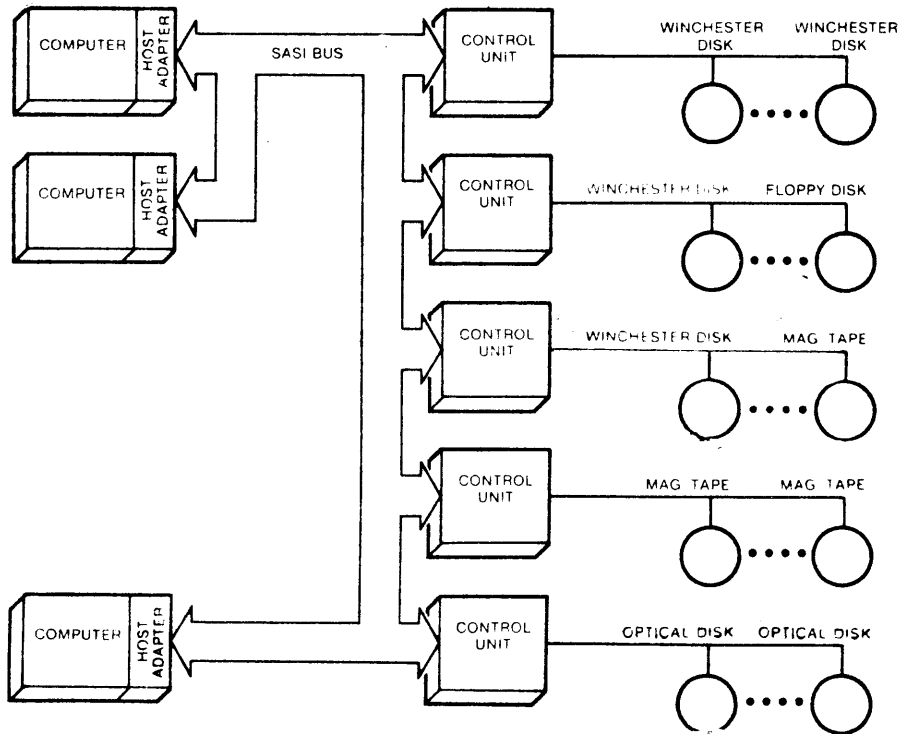 COMPUTER
HOST
ADAPTER
SASI BUS
CONTROL
UNIT
WINCHESTER
DISK
WINCHESTER
DISK
COMPUTER
HOST
ADAPTER
CONTROL
UNIT
WINCHESTER DISK
FLOPPY DISK
CONTROL
UNIT
WINCHESTER DISK
MAG TAPE
CONTROL
UNIT
MAG TAPE
MAG TAPE
COMPUTER
HOST
ADAPTER
CONTROL
UNIT
OPTICAL DISK
OPTICAL DISK